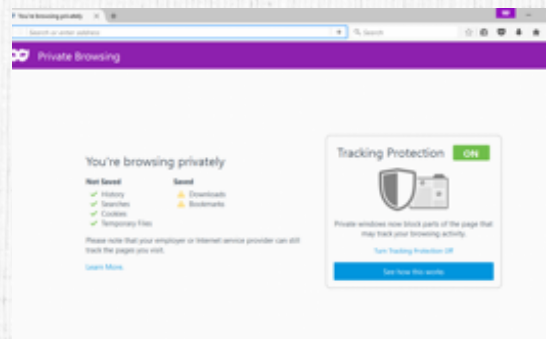 You're browsing privately
Search or enter address
Search
Private Browsing
You're browsing privately
Not Saved Saved
History Downloads
Searches Bookmarks
Cookies
Temporary Files
Please note that your employer or Internet service provider can still
track the pages you visit.
Learn More.
Tracking Protection ON
Private windows now block parts of the page that
may track your browsing activity.
Turn Tracking Protection Off
See how this works